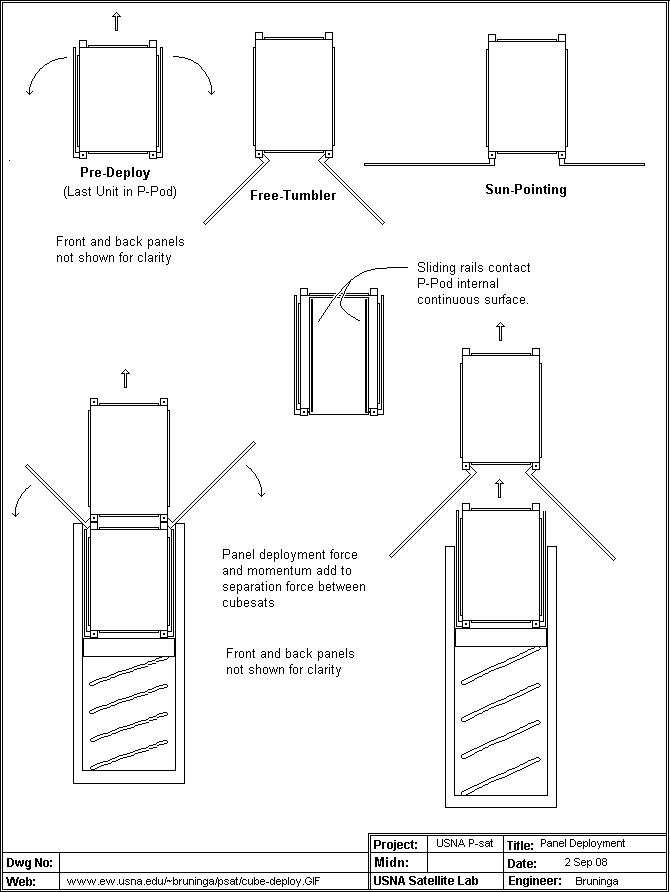 Pre-Deploy
(Last Unit in P-Pod)
Free-Tumbler
Sun-Pointing
Front and back panels
not shown for clarity
Sliding rails contact
P-Pod internal
continuous surface.
Panel deployment force
and momentum add to
separation force between
cubesats
Front and back panels
not shown for clarity
Project: USNA P-sat Title: Panel Deployment
Dwg No: Midn: Date: 2 Sep 08
Web: www.ew.usna.edu/~bruninga/psat/cube-deploy.GIF USNA Satellite Lab Engineer: Bruninga